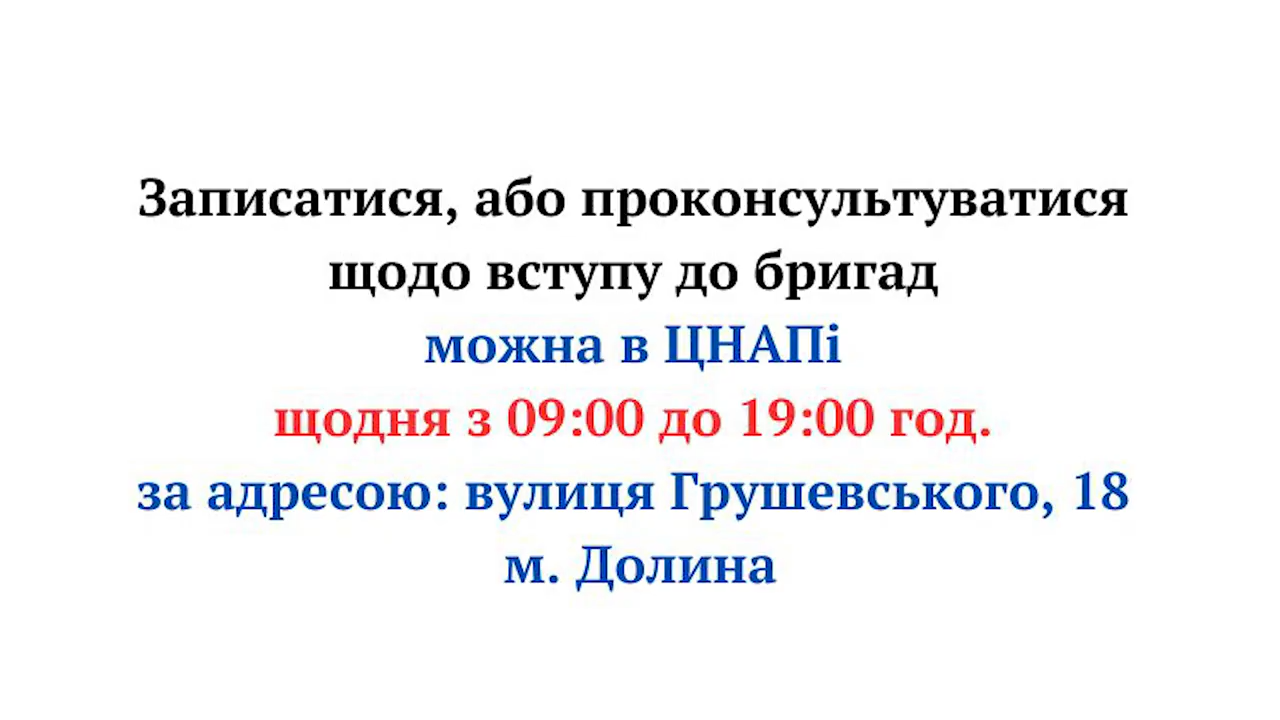 Записатися, або проконсультуватися
щодо вступу до бригад
можна в ЦНАПі
щодня з 09:00 до 19:00 год.
за адресою: вулиця Грушевського, 18
м. Долина